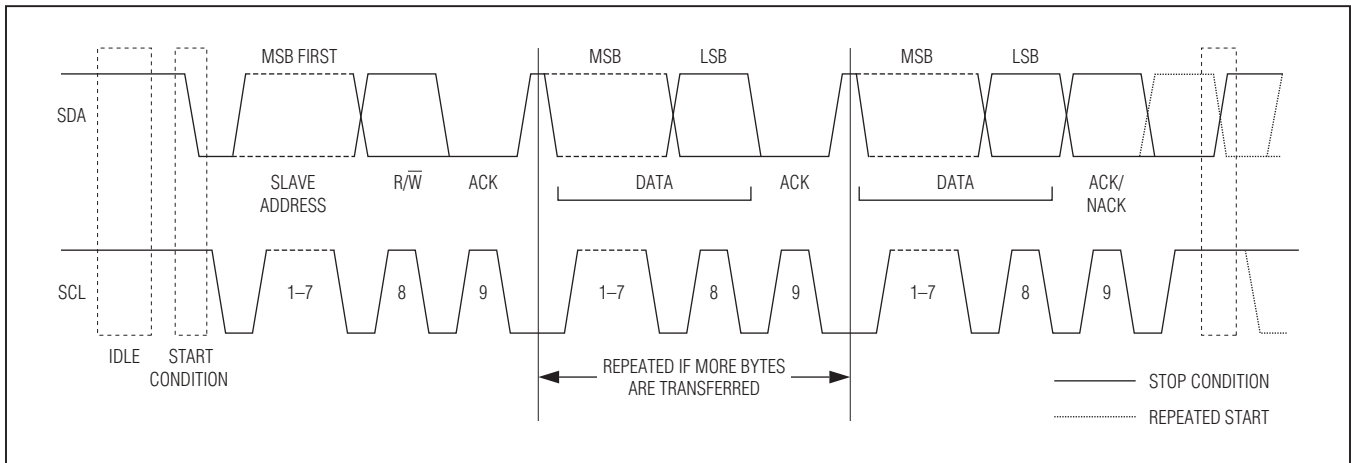 MSB FIRST
MSB
LSB
MSB
LSB
SDA
SLAVE
ADDRESS
R/W̅
ACK
DATA
ACK
DATA
ACK/
NACK
SCL
1–7
8
9
1–7
8
9
1–7
8
9
IDLE
START
CONDITION
REPEATED IF MORE BYTES
ARE TRANSFERRED
STOP CONDITION
REPEATED START